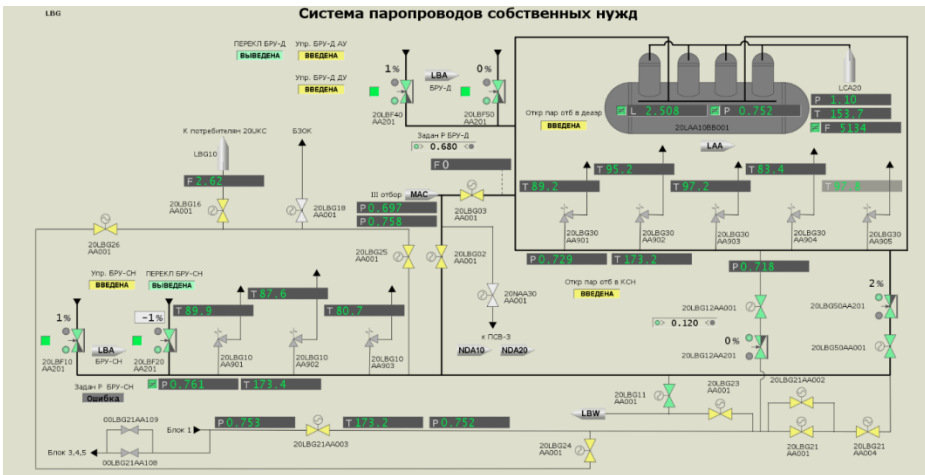 LBG
Система паропроводов собственных нужд
ПЕРЕКЛ БРУ-Д
ВЫВЕДЕНА
Упр. БРУ-Д АУ
ВВЕДЕНА
Упр. БРУ-Д ДУ
ВВЕДЕНА
1%
LBA
БРУ-Д
0%
20LBF40
AA201
20LBF50
AA201
Откр пар отб в деаэр
ВВЕДЕНА
L 2.508
P 0.752
20LAA10BB001
LAA
LCA20
P 1.10
T 153.7
F 5134
К потребителям 20UKC
БЗОК
LBG10
F 2.62
Задан Р БРУ-Д
0.680
F 0
III отбор
MAC
P 0.697
P 0.758
20LBG16
AA001
20LBG18
AA001
20LBG03
AA001
T 89.2
T 95.2
T 97.2
T 83.4
20LBG30
AA901
20LBG30
AA902
20LBG30
AA903
20LBG30
AA904
20LBG30
AA905
20LBG26
AA001
20LBG25
AA001
20LBG02
AA001
P 0.729
T 173.2
P 0.718
Упр. БРУ-СН
ВВЕДЕНА
ПЕРЕКЛ БРУ-СН
ВЫВЕДЕНА
T 89.9
T 87.6
T 80.7
20NAA30
AA001
Откр пар отб в КСН
ВВЕДЕНА
2%
20LBG12AA001
20LBG50AA201
1%
-1%
20LBF10
AA201
LBA
БРУ-СН
20LBF20
AA201
20LBG10
AA901
20LBG10
AA902
20LBG10
AA903
к ПСВ-3
NDA10
NDA20
0.120
0%
20LBG12AA201
20LBG50AA001
Задан Р БРУ-СН
Ошибка
P 0.761
T 173.4
20LBG11
AA001
20LBG23
AA001
20LBG21AA002
00LBG21AA109
Блок 1
P 0.753
T 173.2
P 0.752
LBW
20LBG21AA003
Блок 3,4,5
00LBG21AA108
20LBG24
AA001
20LBG21
AA001
20LBG21
AA004